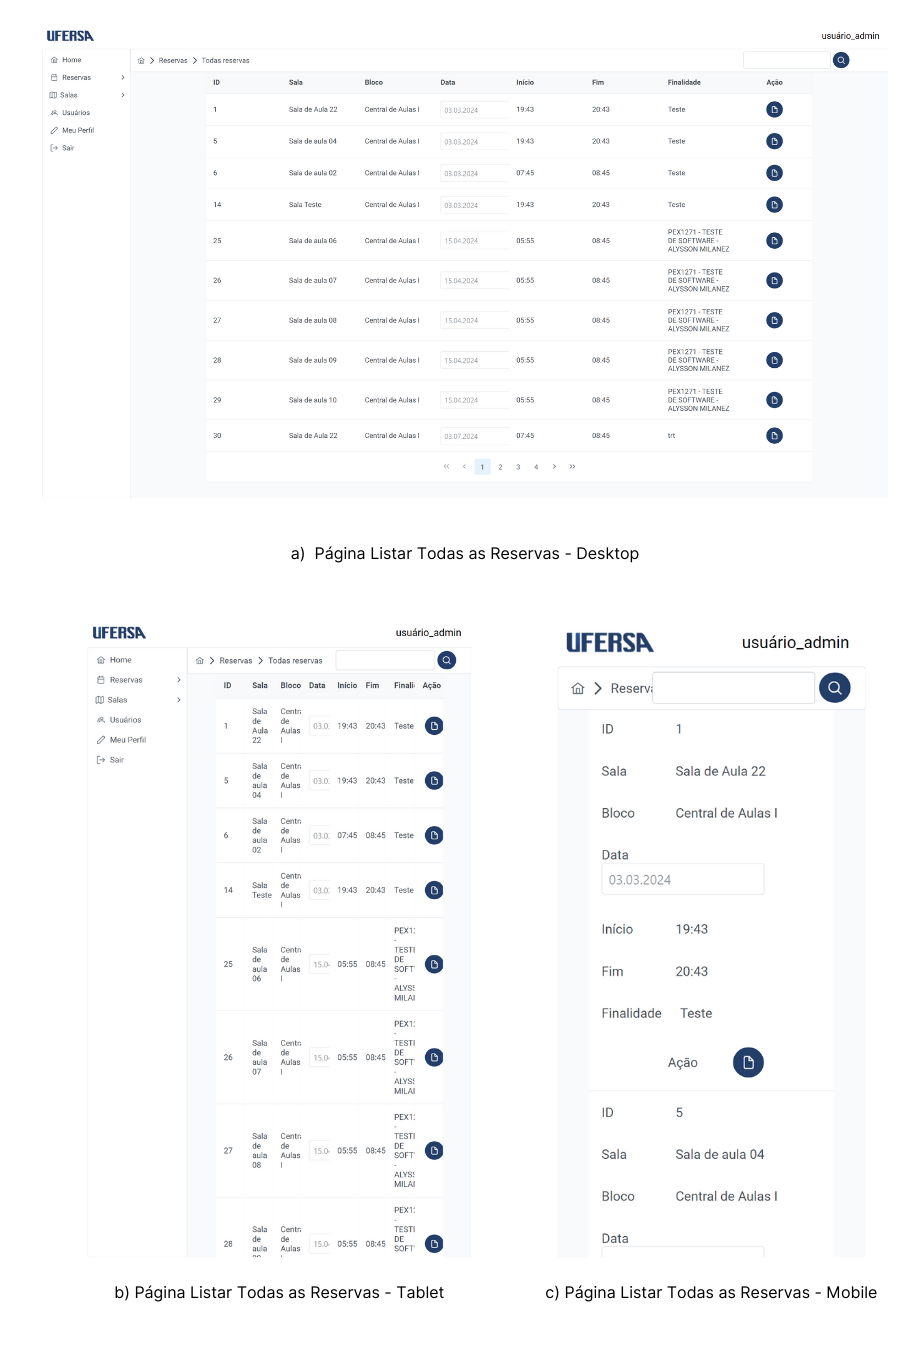 UFERSA
usuário_admin
Home
Reservas
Salas
Usuários
Meu Perfil
Sair
Reservas Todas reservas
ID Sala Bloco Data Início Fim Finalidade Ação
1 Sala de Aula 22 Central de Aulas I 03.03.2024 19:43 20:43 Teste
5 Sala de aula 04 Central de Aulas I 03.03.2024 19:43 20:43 Teste
6 Sala de aula 02 Central de Aulas I 03.03.2024 07:45 08:45 Teste
14 Sala Teste Central de Aulas I 03.03.2024 19:43 20:43 Teste
25 Sala de aula 06 Central de Aulas I 15.04.2024 05:55 08:45 PEX1271 - TESTE
DE SOFTWARE -
ALYSSON MILANEZ
26 Sala de aula 07 Central de Aulas I 15.04.2024 05:55 08:45 PEX1271 - TESTE
DE SOFTWARE -
ALYSSON MILANEZ
27 Sala de aula 08 Central de Aulas I 15.04.2024 05:55 08:45 PEX1271 - TESTE
DE SOFTWARE -
ALYSSON MILANEZ
28 Sala de aula 09 Central de Aulas I 15.04.2024 05:55 08:45 PEX1271 - TESTE
DE SOFTWARE -
ALYSSON MILANEZ
29 Sala de aula 10 Central de Aulas I 15.04.2024 05:55 08:45 PEX1271 - TESTE
DE SOFTWARE -
ALYSSON MILANEZ
30 Sala de Aula 22 Central de Aulas I 03.07.2024 07:45 08:45 trt
<< < 1 2 3 4 > >>
a) Página Listar Todas as Reservas - Desktop
UFERSA
usuário_admin
Home
Reservas
Salas
Usuários
Meu Perfil
Sair
Reservas Todas reservas
ID Sala Bloco Data Início Fim Finali Ação
1 Sala de Aula 22 Centr de Aulas I 03.0 19:43 20:43 Teste
5 Sala de aula 04 Centr de Aulas I 03.0 19:43 20:43 Teste
6 Sala de aula 02 Centr de Aulas I 03.0 07:45 08:45 Teste
14 Sala Teste Centr de Aulas I 03.0 19:43 20:43 Teste
25 Sala de aula 06 Centr de Aulas I 15.0 05:55 08:45 PEX1 - TEST DE SOFT - ALYS MILA
26 Sala de aula 07 Centr de Aulas I 15.0 05:55 08:45 PEX1 - TEST DE SOFT - ALYS MILA
27 Sala de aula 08 Centr de Aulas I 15.0 05:55 08:45 PEX1 - TEST DE SOFT - ALYS MILA
28 Sala de aula Centr de Aulas I 15.0 05:55 08:45 PEX1 - TEST DE SOFT
b) Página Listar Todas as Reservas - Tablet
UFERSA
usuário_admin
Reserv
ID 1
Sala Sala de Aula 22
Bloco Central de Aulas I
Data
03.03.2024
Início 19:43
Fim 20:43
Finalidade Teste
Ação
ID 5
Sala Sala de aula 04
Bloco Central de Aulas I
Data
c) Página Listar Todas as Reservas - Mobile